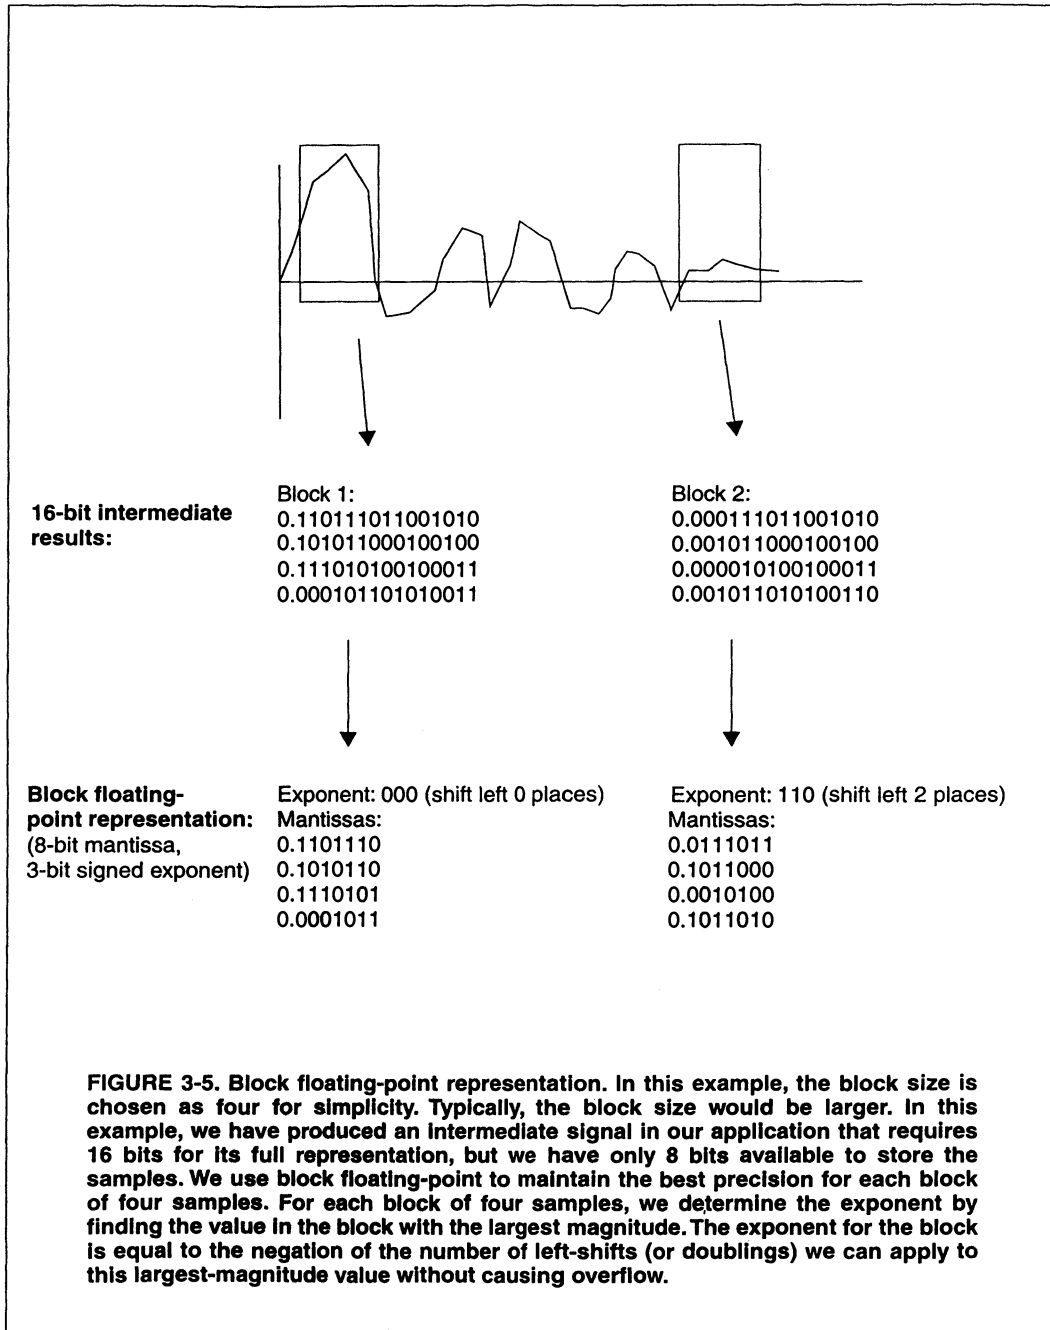 16-bit intermediate
results:
Block 1:
0.110111011001010
0.101011000100100
0.111010100100011
0.000101101010011
Block 2:
0.000111011001010
0.001011000100100
0.000010100100011
0.001011010100110
Block floating-
point representation:
(8-bit mantissa,
3-bit signed exponent)
Exponent: 000 (shift left 0 places)
Mantissas:
0.1101110
0.1010110
0.1110101
0.0001011
Exponent: 110 (shift left 2 places)
Mantissas:
0.0111011
0.1011000
0.0010100
0.1011010
FIGURE 3-5. Block floating-point representation. In this example, the block size is
chosen as four for simplicity. Typically, the block size would be larger. In this
example, we have produced an intermediate signal in our application that requires
16 bits for its full representation, but we have only 8 bits available to store the
samples. We use block floating-point to maintain the best precision for each block
of four samples. For each block of four samples, we determine the exponent by
finding the value in the block with the largest magnitude. The exponent for the block
is equal to the negation of the number of left-shifts (or doublings) we can apply to
this largest-magnitude value without causing overflow.